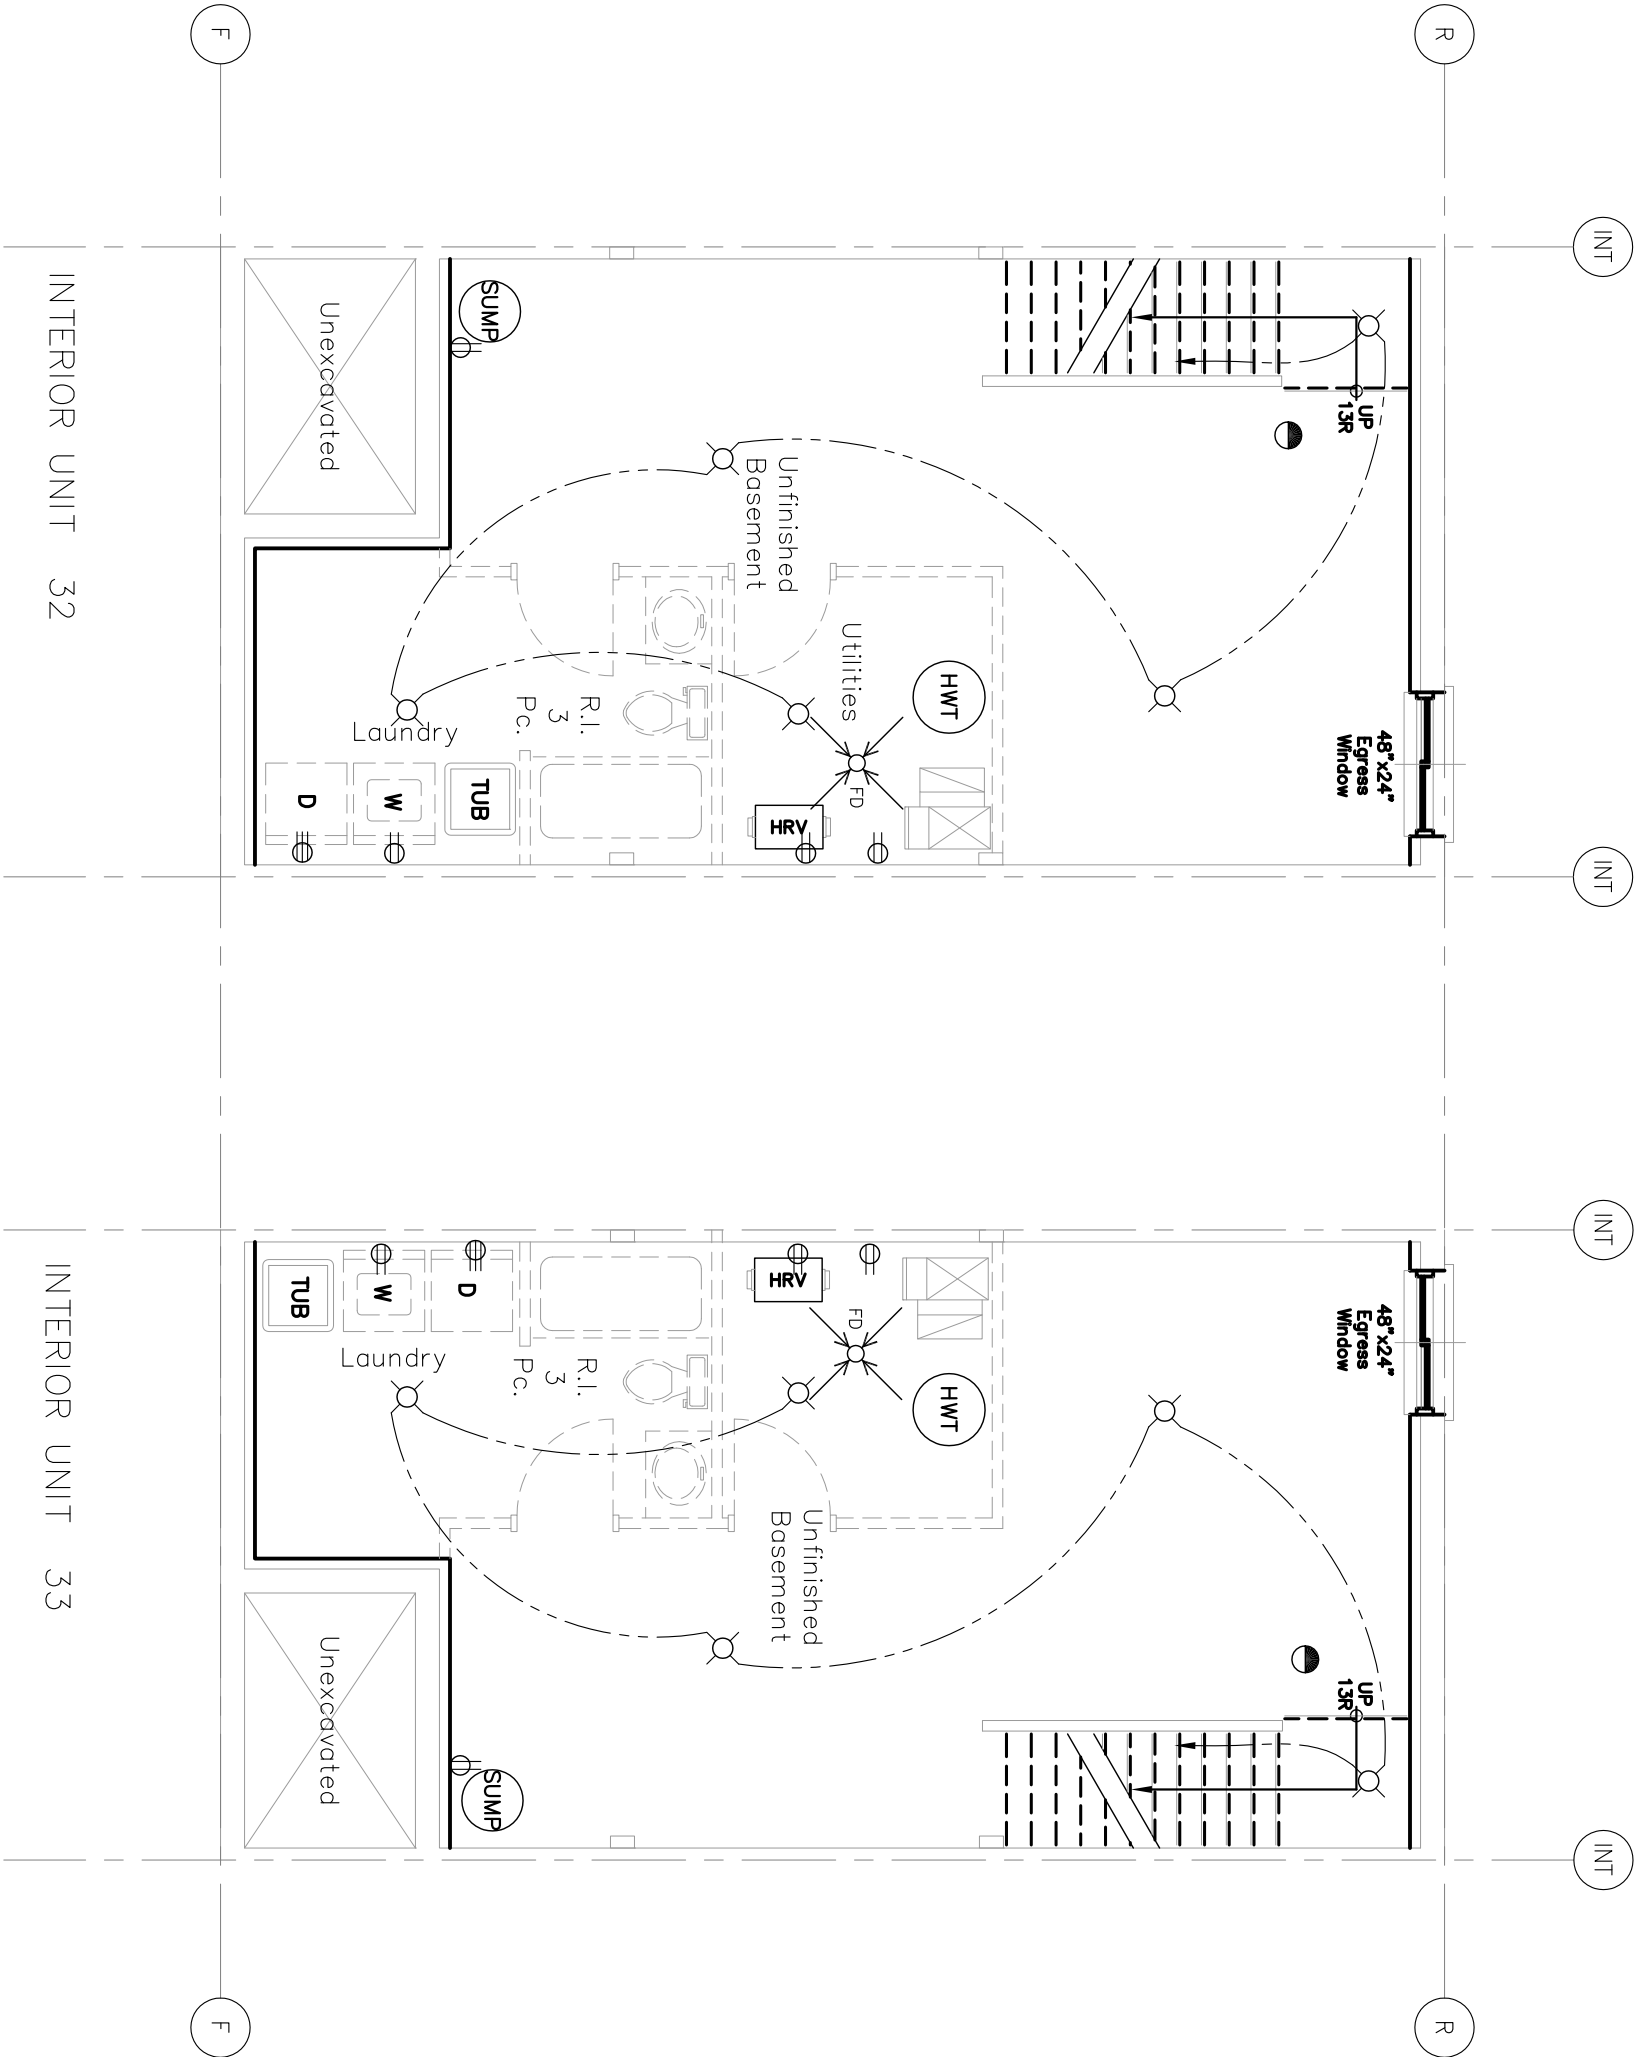 F
R
INT
INTERIOR UNIT 32
Unexcavated
SUMP
UP
13R
Unfinished
Basement
Utilities
HWT
R.I.
3
Pc.
Laundry
D
W
TUB
FD
HRV
48"x24"
Egress
Window
INT
INT
INTERIOR UNIT 33
TUB
W
D
HRV
FD
48"x24"
Egress
Window
Laundry
R.I.
3
Pc.
HWT
Unfinished
Basement
UP
13R
Unexcavated
SUMP
INT
F
R